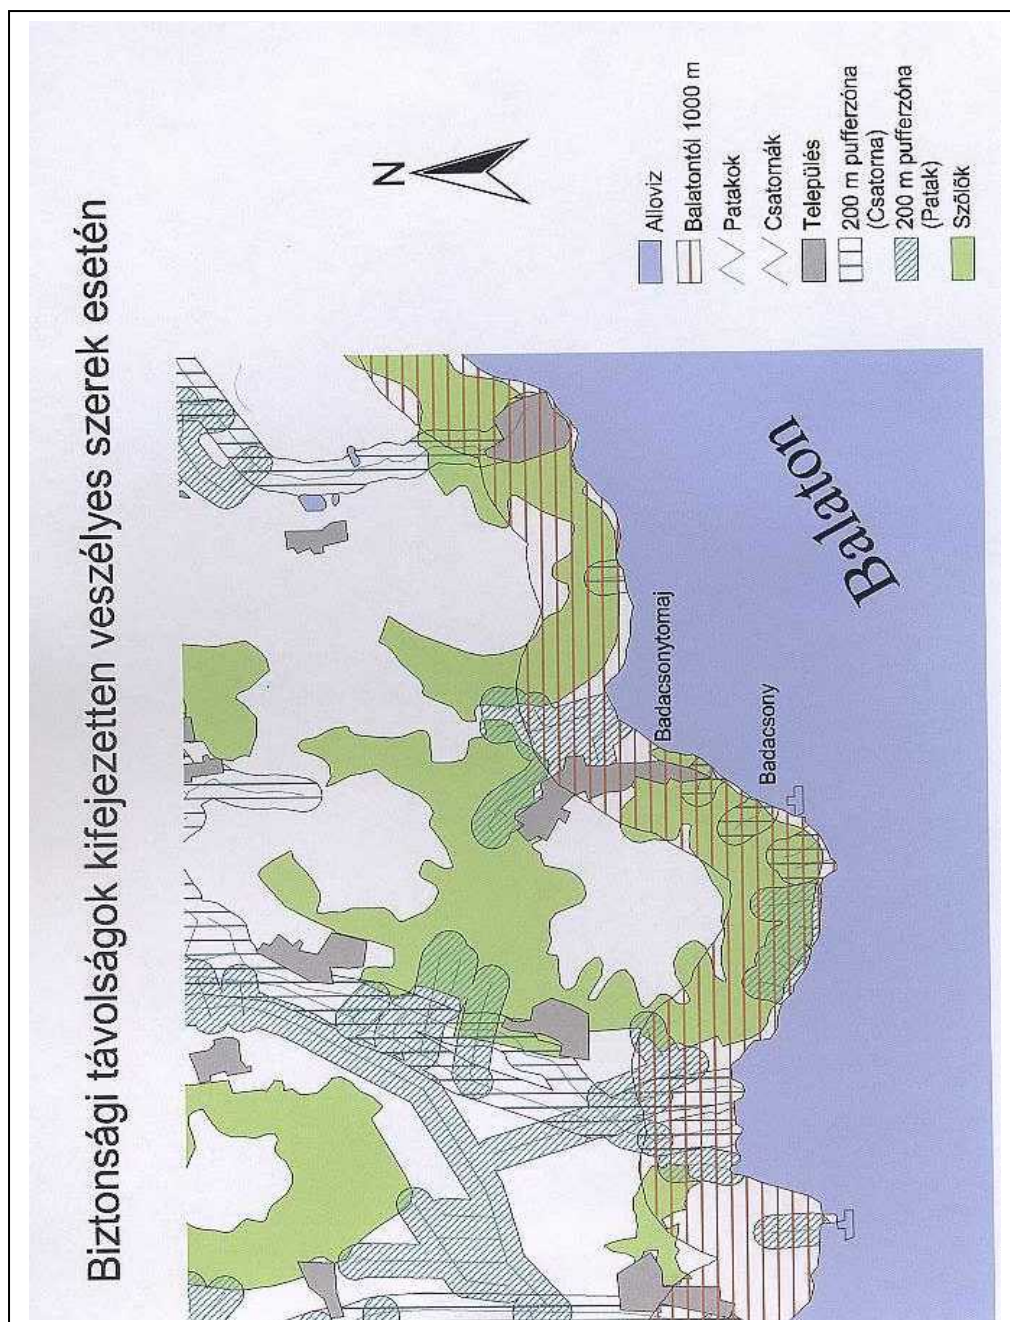 Biztonsági távolságok kifejezetten veszélyes szerek esetén
N
Alloviz
Balatontól 1000 m
Patakok
Csatornák
Település
200 m pufferzóna
(Csatorna)
200 m pufferzóna
(Patak)
Szőlők
Balaton
Badacsonytomaj
Badacsony